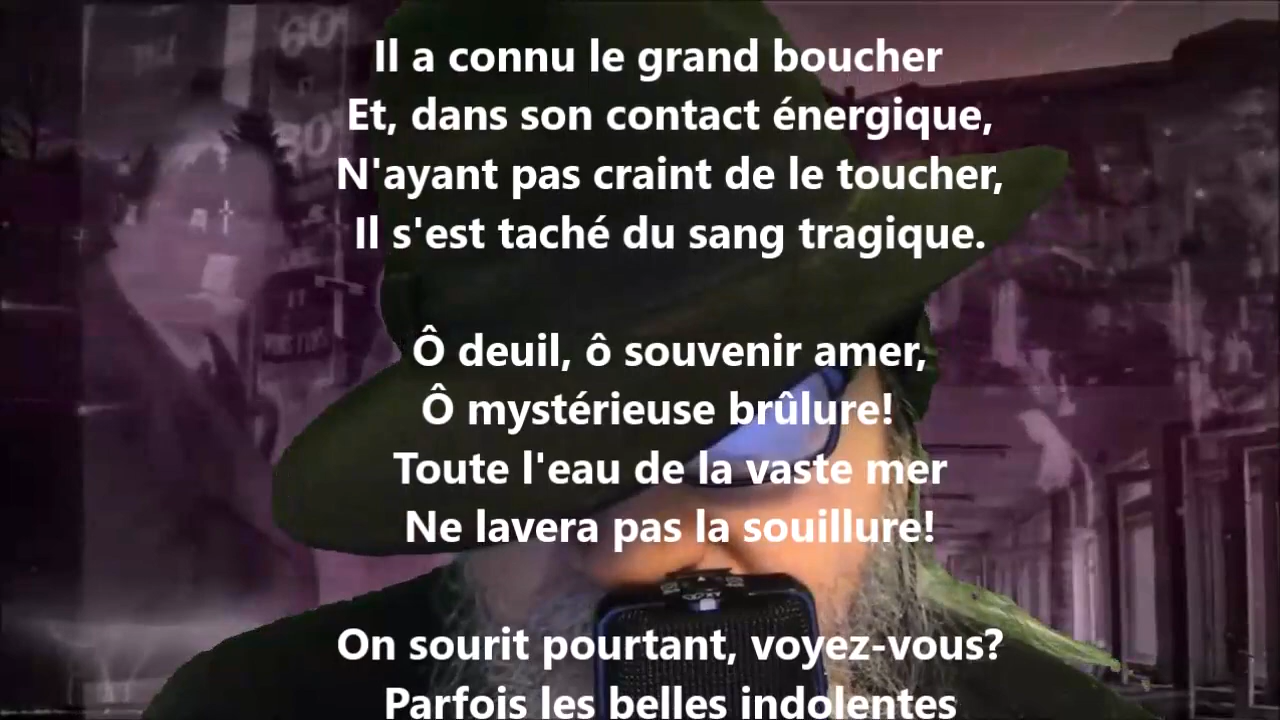 Il a connu le grand boucher
Et, dans son contact énergique,
N'ayant pas craint de le toucher,
Il s'est taché du sang tragique.
Ô deuil, ô souvenir amer,
Ô mystérieuse brûlure!
Toute l'eau de la vaste mer
Ne lavera pas la souillure!
On sourit pourtant, voyez-vous?
Parfois les belles indolentes
60
80